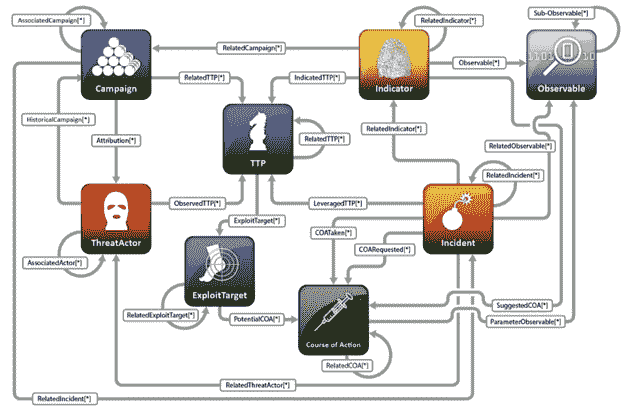 AssociatedCampaign[*]
RelatedIndicator[*]
Sub-Observable[*]
RelatedCampaign[*]
Observable[*]
Campaign
RelatedTTP[*]
IndicatedTTP[*]
Indicator
Observable
HistoricalCampaign[*]
RelatedIndicator[*]
Attribution[*]
RelatedTTP[*]
RelatedObservable[*]
TTP
RelatedIncident[*]
ObservedTTP[*]
LeveragedTTP[*]
ExploitTarget[*]
COATaken[*]
ThreatActor
COARequested[*]
Incident
AssociatedActor[*]
ExploitTarget
SuggestedCOA[*]
RelatedExploitTarget[*]
PotentialCOA[*]
ParameterObservable[*]
Course of Action
RelatedCOA[*]
RelatedThreatActor[*]
RelatedIncident[*]